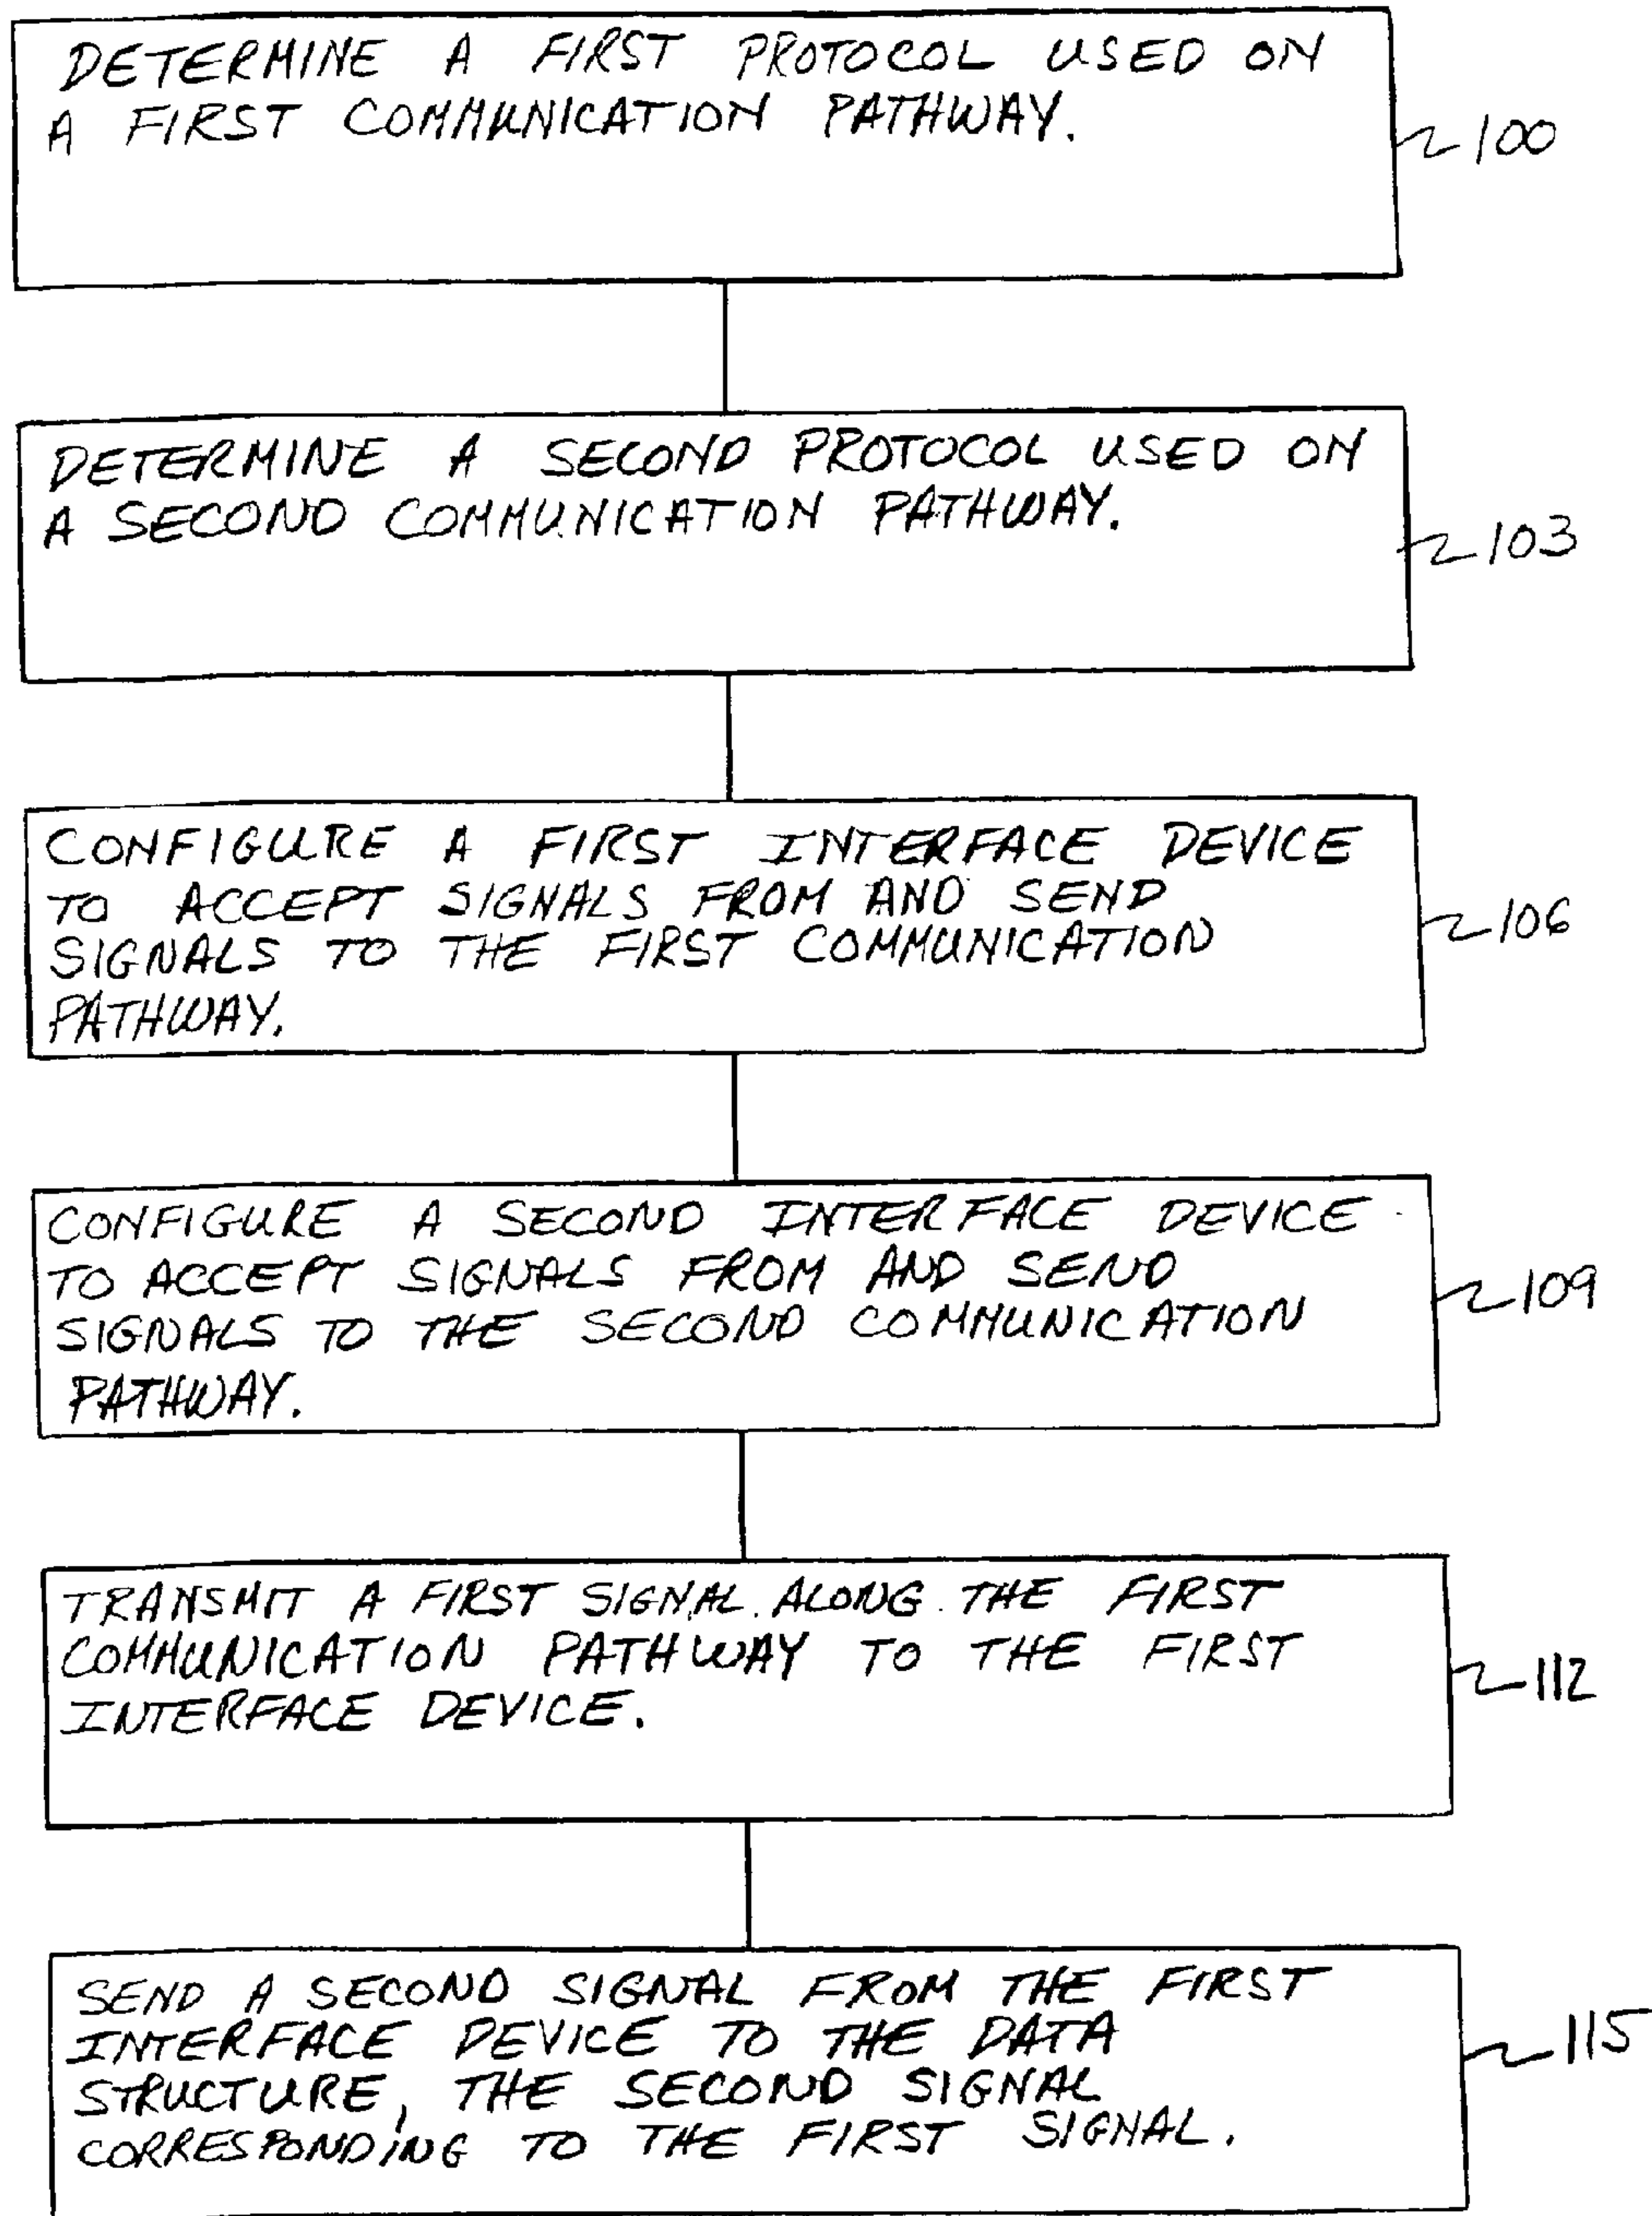 DETERMINE A FIRST PROTOCOL USED ON
A FIRST COMMUNICATION PATHWAY.
100
DETERMINE A SECOND PROTOCOL USED ON
A SECOND COMMUNICATION PATHWAY.
103
CONFIGURE A FIRST INTERFACE DEVICE
TO ACCEPT SIGNALS FROM AND SEND
SIGNALS TO THE FIRST COMMUNICATION
PATHWAY.
106
CONFIGURE A SECOND INTERFACE DEVICE
TO ACCEPT SIGNALS FROM AND SEND
SIGNALS TO THE SECOND COMMUNICATION
PATHWAY.
109
TRANSMIT A FIRST SIGNAL ALONG THE FIRST
COMMUNICATION PATHWAY TO THE FIRST
INTERFACE DEVICE.
112
SEND A SECOND SIGNAL FROM THE FIRST
INTERFACE DEVICE TO THE DATA
STRUCTURE, THE SECOND SIGNAL
CORRESPONDING TO THE FIRST SIGNAL.
115